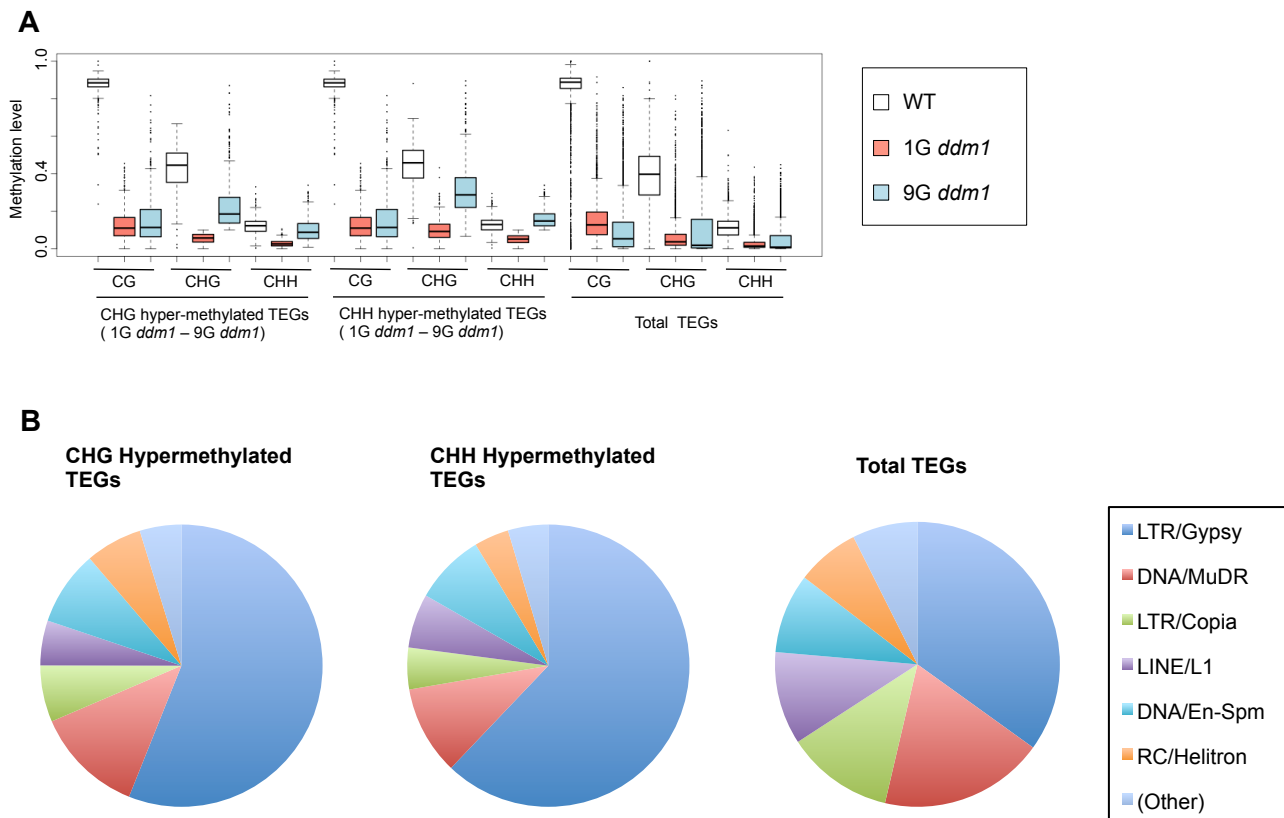 A
Methylation level
1.0
0.4
0.0
WT
1G ddm1
9G ddm1
CG CHG CHH CG CHG CHH CG CHG CHH
CHG hyper-methylated TEGs
( 1G ddm1 – 9G ddm1)
CHH hyper-methylated TEGs
( 1G ddm1 – 9G ddm1)
Total TEGs
B
CHG Hypermethylated
TEGs
CHH Hypermethylated
TEGs
Total TEGs
LTR/Gypsy
DNA/MuDR
LTR/Copia
LINE/L1
DNA/En-Spm
RC/Helitron
(Other)